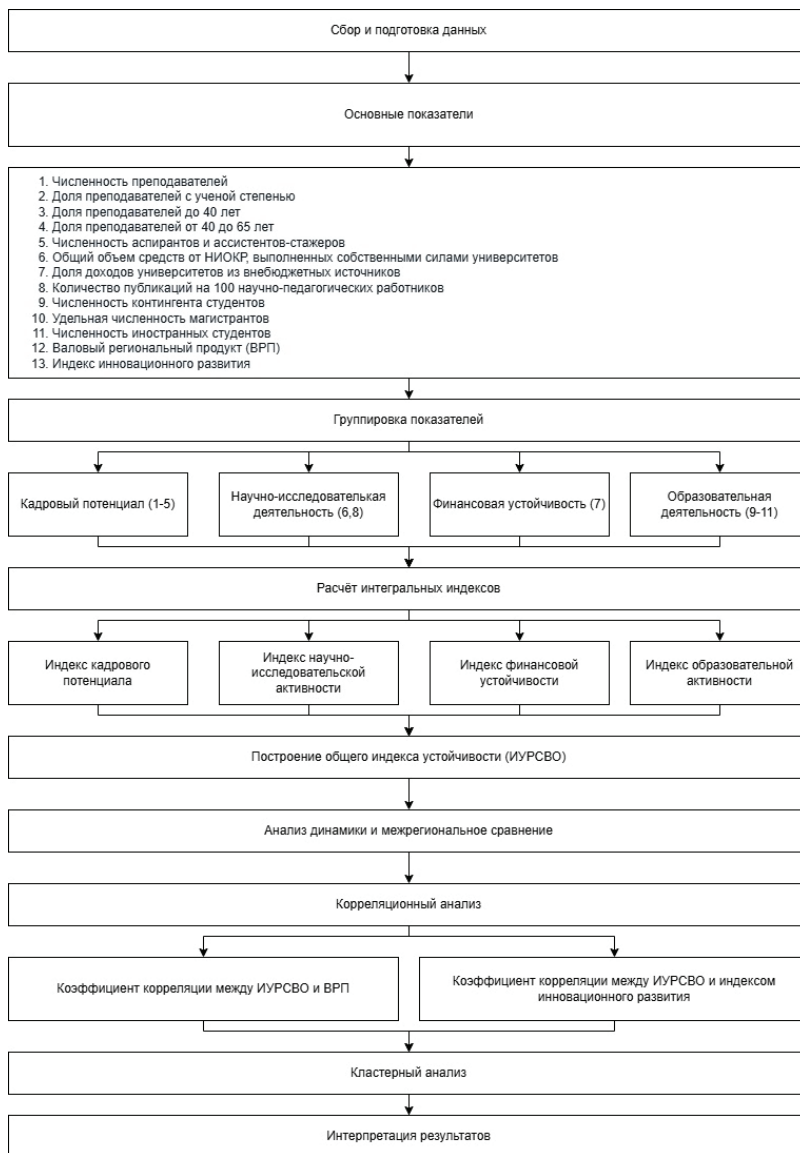 Сбор и подготовка данных
Основные показатели
1. Численность преподавателей
2. Доля преподавателей с ученой степенью
3. Доля преподавателей до 40 лет
4. Доля преподавателей от 40 до 65 лет
5. Численность аспирантов и ассистентов-стажеров
6. Общий объем средств от НИОКР, выполненных собственными силами университетов
7. Доля доходов университетов из внебюджетных источников
8. Количество публикаций на 100 научно-педагогических работников
9. Численность контингента студентов
10. Удельная численность магистрантов
11. Численность иностранных студентов
12. Валовый региональный продукт (ВРП)
13. Индекс инновационного развития
Группировка показателей
Кадровый потенциал (1-5)
Научно-исследователькая
деятельность (6,8)
Финансовая устойчивость (7)
Образовательная
деятельность (9-11)
Расчёт интегральных индексов
Индекс кадрового
потенциала
Индекс научно-
исследовательской
активности
Индекс финансовой
устойчивости
Индекс образовательной
активности
Построение общего индекса устойчивости (ИУРСВО)
Анализ динамики и межрегиональное сравнение
Корреляционный анализ
Коэффициент корреляции между ИУРСВО и ВРП
Коэффициент корреляции между ИУРСВО и индексом
инновационного развития
Кластерный анализ
Интерпретация результатов